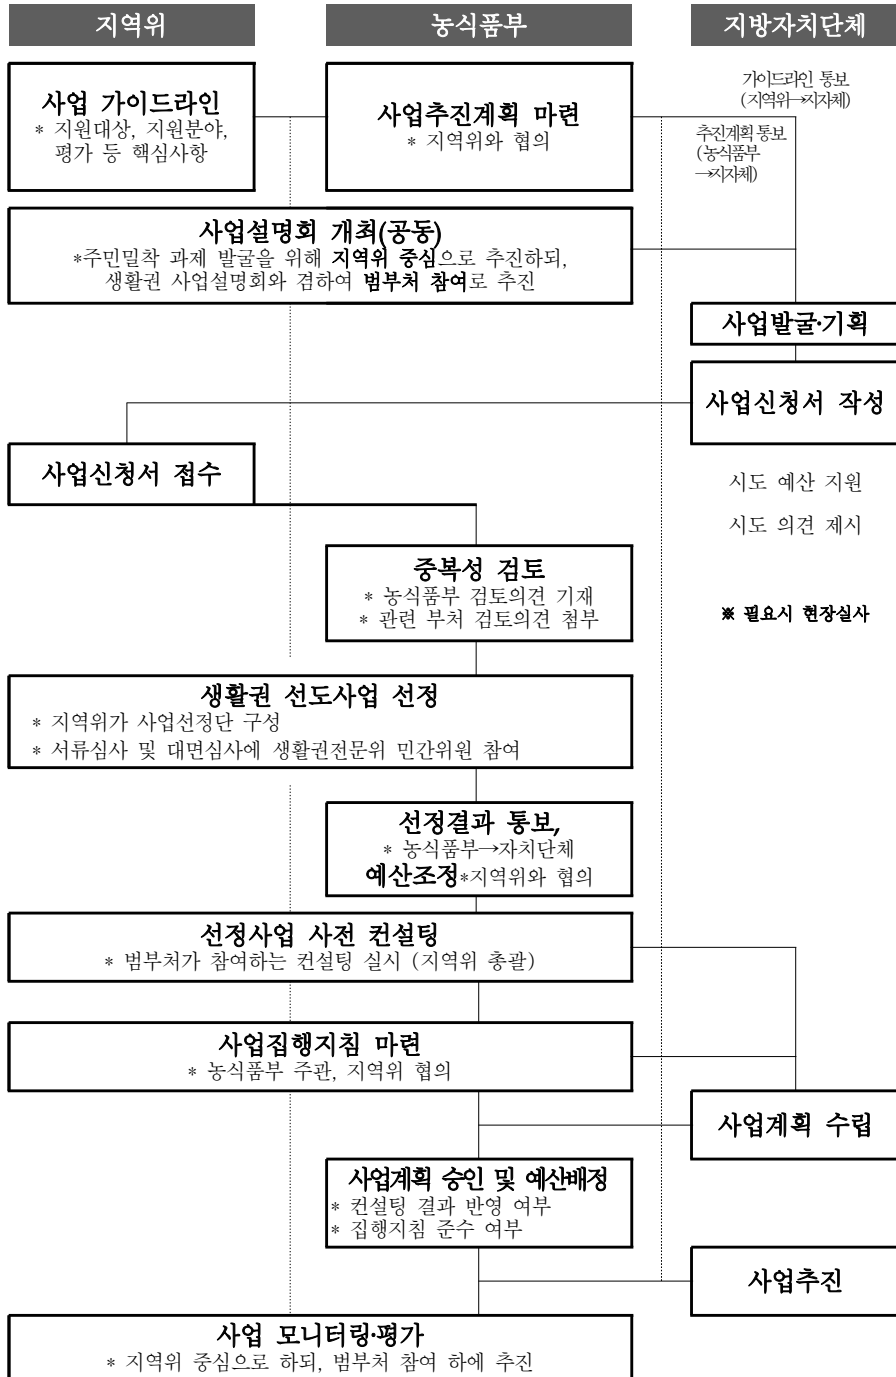 지역위
농식품부
지방자치단체
사업 가이드라인
* 지원대상, 지원분야,
평가 등 핵심사항
사업추진계획 마련
* 지역위와 협의
가이드라인 통보
(지역위→지자체)
추진계획 통보
(농식품부
→지자체)
사업설명회 개최(공동)
*주민밀착 과제 발굴을 위해 지역위 중심으로 추진하되,
생활권 사업설명회와 겸하여 범부처 참여로 추진
사업발굴·기획
사업신청서 작성
사업신청서 접수
시도 예산 지원
시도 의견 제시
중복성 검토
* 농식품부 검토의견 기재
* 관련 부처 검토의견 첨부
※ 필요시 현장실사
생활권 선도사업 선정
* 지역위가 사업선정단 구성
* 서류심사 및 대면심사에 생활권전문위 민간위원 참여
선정결과 통보,
* 농식품부→자치단체
예산조정*지역위와 협의
선정사업 사전 컨설팅
* 범부처가 참여하는 컨설팅 실시 (지역위 총괄)
사업집행지침 마련
* 농식품부 주관, 지역위 협의
사업계획 수립
사업계획 승인 및 예산배정
* 컨설팅 결과 반영 여부
* 집행지침 준수 여부
사업추진
사업 모니터링·평가
* 지역위 중심으로 하되, 범부처 참여 하에 추진